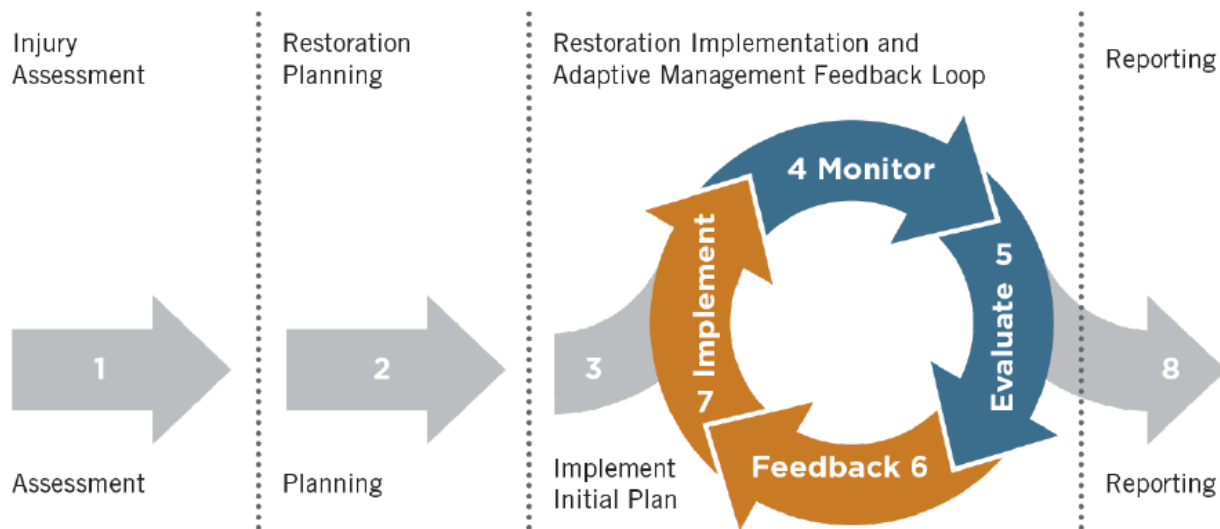 Injury
Assessment
Restoration
Planning
Restoration Implementation and
Adaptive Management Feedback Loop
Reporting
4 Monitor
5
Evaluate
Feedback 6
7 Implement
1
2
3
8
Assessment
Planning
Implement
Initial Plan
Reporting